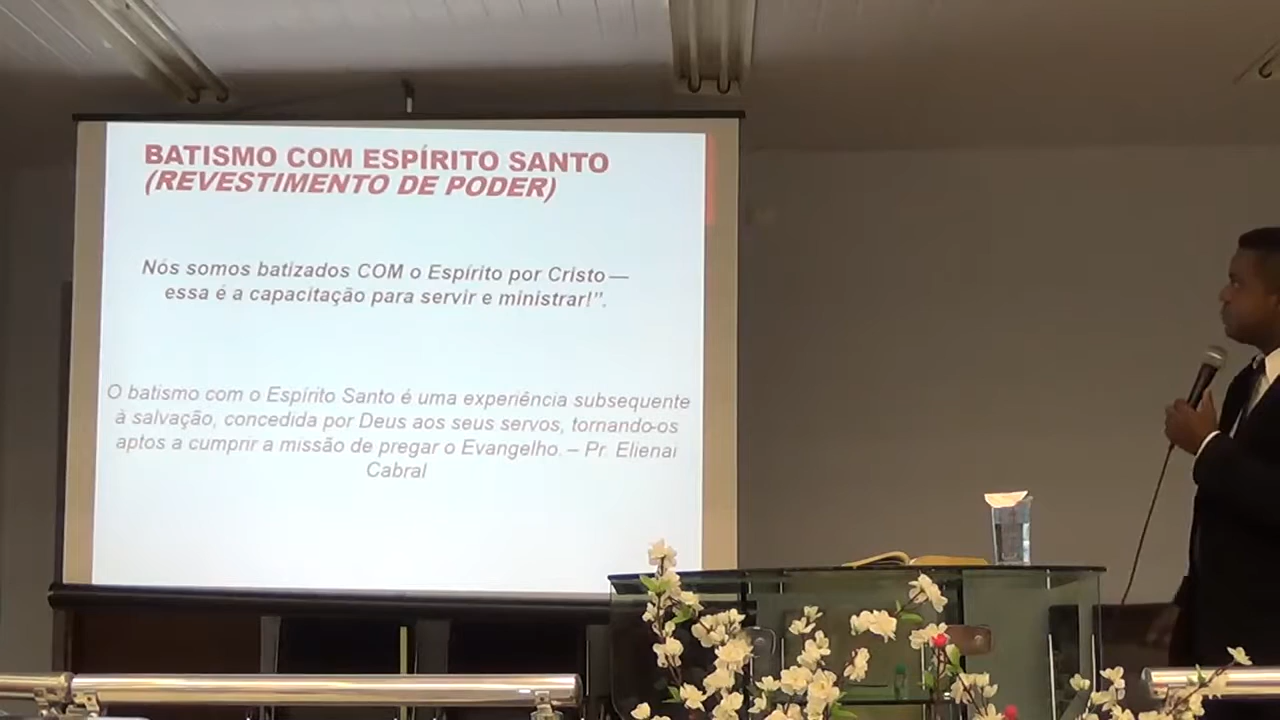 BATISMO COM ESPÍRITO SANTO
(REVESTIMENTO DE PODER)
Nós somos batizados COM o Espírito por Cristo —
essa é a capacitação para servir e ministrar!”.
O batismo com o Espírito Santo é uma experiência subsequente
à salvação, concedida por Deus aos seus servos, tornando-os
aptos a cumprir a missão de pregar o Evangelho. – Pr. Elienai
Cabral